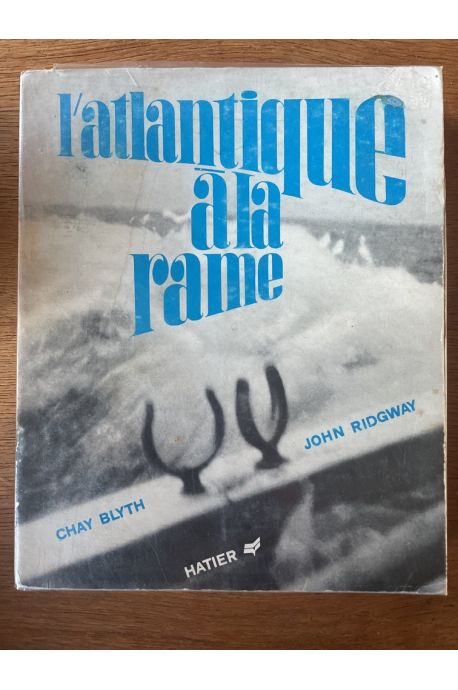 l'atlantique
à la
rame
JOHN RIDGWAY
CHAY BLYTH
HATIER